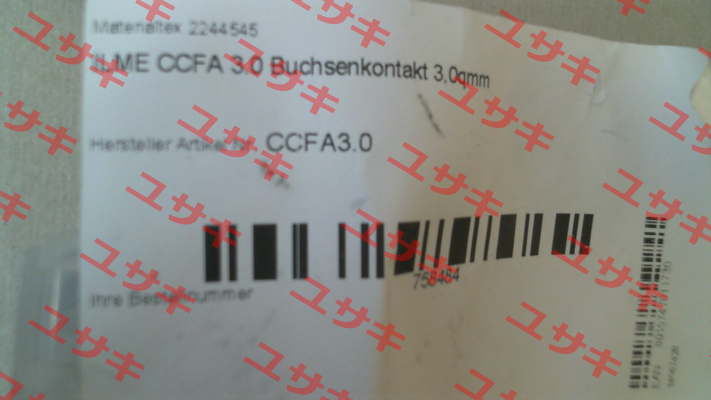 Materialtex 2244545
ILME CCFA 3.0 Buchsenkontakt 3,0qmm
Hersteller Artikel Nr. CCFA3.0
758484
Ihre Bestellnummer
EAN
ユサキ